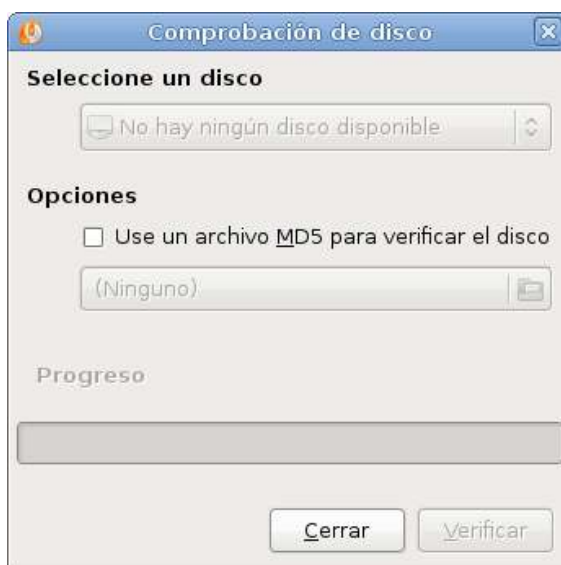 Comprobación de disco
Seleccione un disco
No hay ningún disco disponible
Opciones
Use un archivo MD5 para verificar el disco
(Ninguno)
Progreso
Cerrar
Verificar